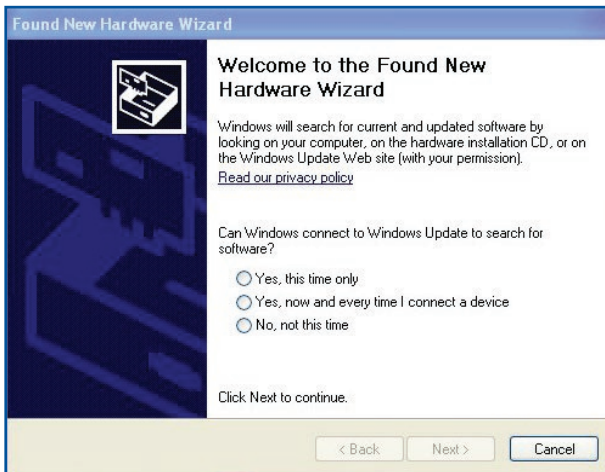 Found New Hardware Wizard
Welcome to the Found New
Hardware Wizard
Windows will search for current and updated software by
looking on your computer, on the hardware installation CD, or on
the Windows Update Web site (with your permission).
Read our privacy policy
Can Windows connect to Windows Update to search for
software?
Yes, this time only
Yes, now and every time I connect a device
No, not this time
Click Next to continue.
< Back Next > Cancel